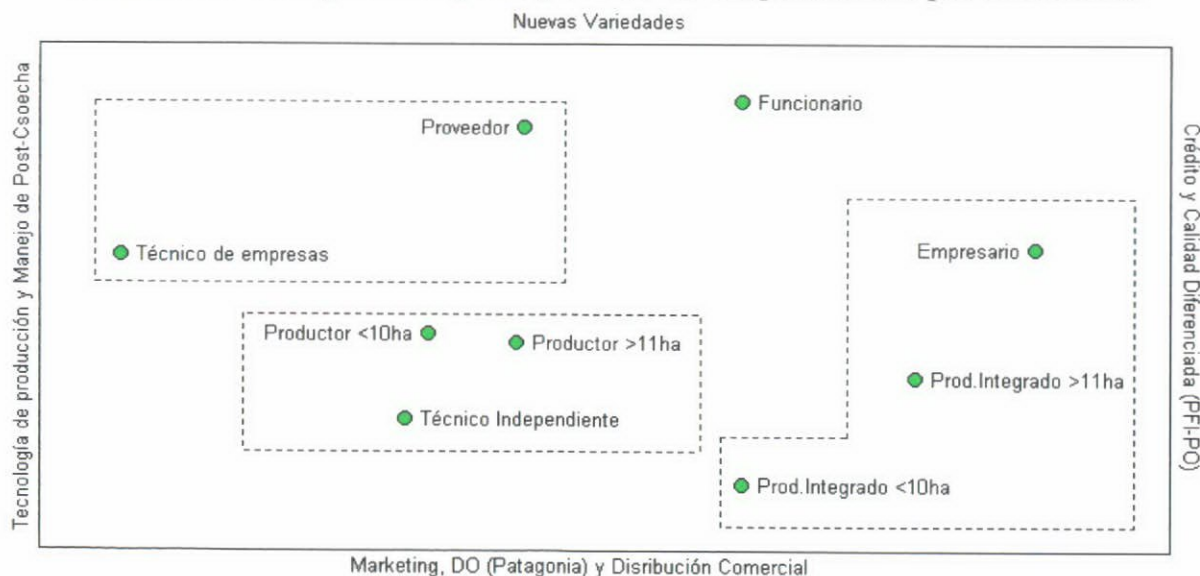 Nuevas Variedades
Tecnología de producción y Manejo de Post-Csoecha
Funcionario
Proveedor
Técnico de empresas
Empresario
Productor <10ha
Productor >11ha
Prod.Integrado >11ha
Técnico Independiente
Prod.Integrado <10ha
Crédito y Calidad Diferenciada (PFI-PO)
Marketing, DO (Patagonia) y Disribución Comercial